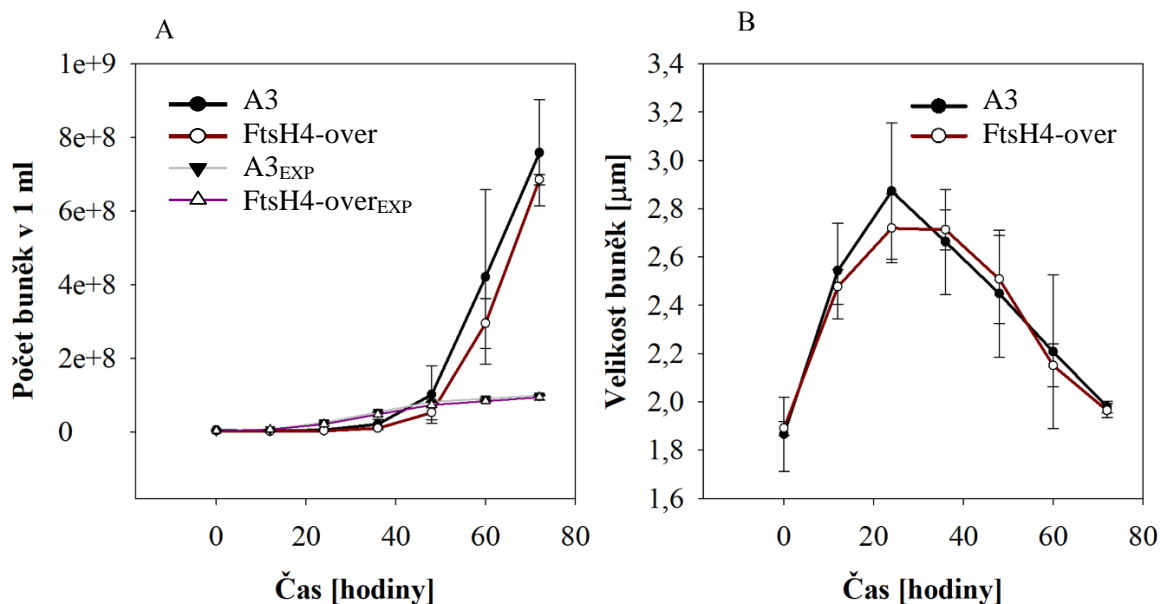 A
1e+9
8e+8
6e+8
4e+8
2e+8
0
Počet buněk v 1 ml
A3
FtsH4-over
A3EXP
FtsH4-overEXP
0 20 40 60 80
Čas [hodiny]
B
3,4
3,2
3,0
2,8
2,6
2,4
2,2
2,0
1,8
1,6
Velikost buněk [µm]
A3
FtsH4-over
0 20 40 60 80
Čas [hodiny]